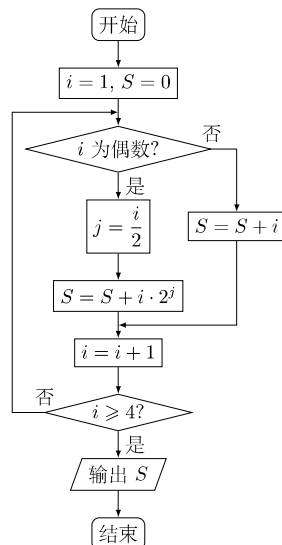 开始
i = 1, S = 0
i 为偶数?
否
是
j = i/2
S = S + i
S = S + i · 2^j
i = i + 1
否
i ⩾ 4?
是
输出 S
结束